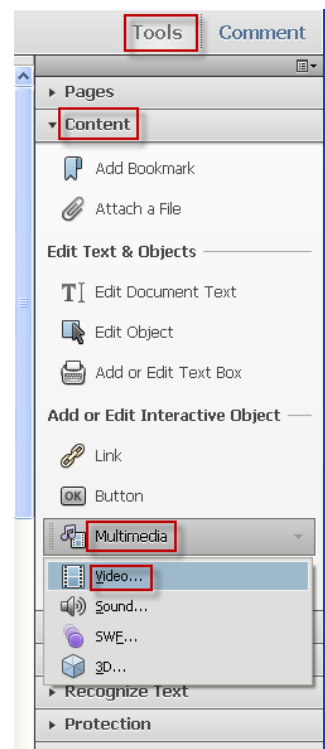 Tools Comment
Pages
Content
Add Bookmark
Attach a File
Edit Text & Objects
Edit Document Text
Edit Object
Add or Edit Text Box
Add or Edit Interactive Object
Link
OK Button
Multimedia
Video...
Sound...
SWF...
3D...
Recognize Text
Protection